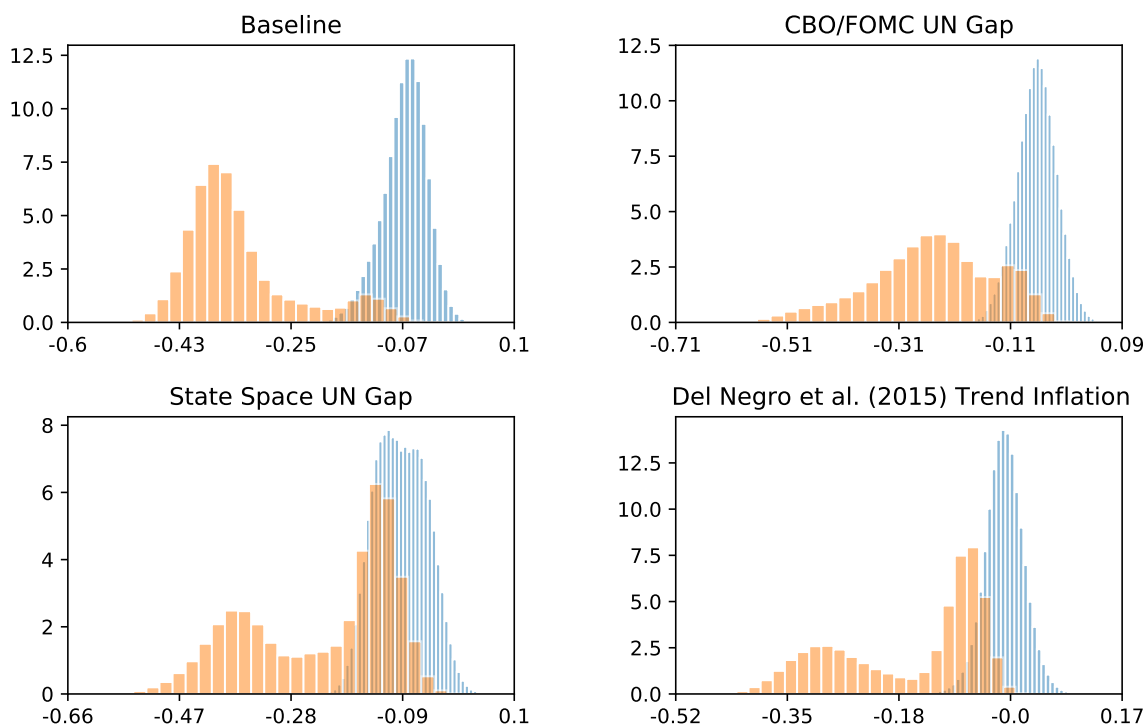 Baseline
12.5
10.0
7.5
5.0
2.5
0.0
-0.6 -0.43 -0.25 -0.07 0.1
CBO/FOMC UN Gap
12.5
10.0
7.5
5.0
2.5
0.0
-0.71 -0.51 -0.31 -0.11 0.09
State Space UN Gap
8
6
4
2
0
-0.66 -0.47 -0.28 -0.09 0.1
Del Negro et al. (2015) Trend Inflation
12.5
10.0
7.5
5.0
2.5
0.0
-0.52 -0.35 -0.18 -0.0 0.17